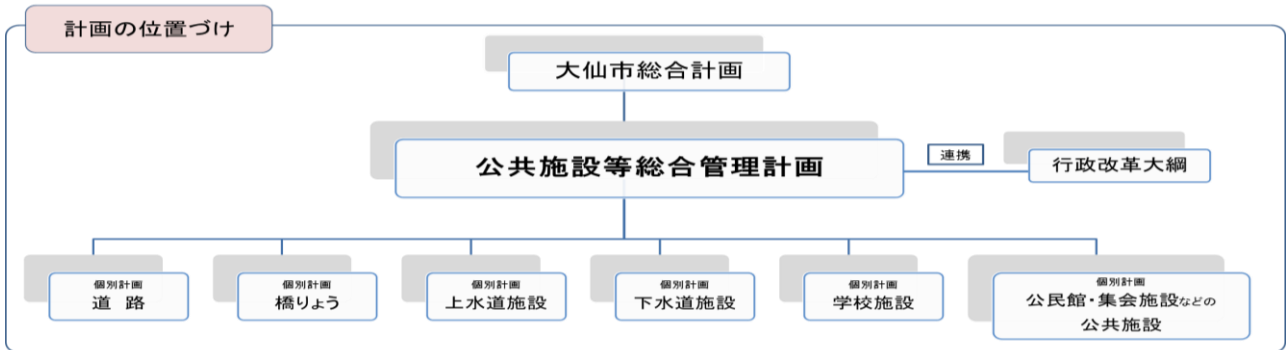 計画の位置づけ
大仙市総合計画
公共施設等総合管理計画
連携
行政改革大綱
個別計画
道 路
個別計画
橋りょう
個別計画
上水道施設
個別計画
下水道施設
個別計画
学校施設
個別計画
公民館・集会施設などの
公共施設